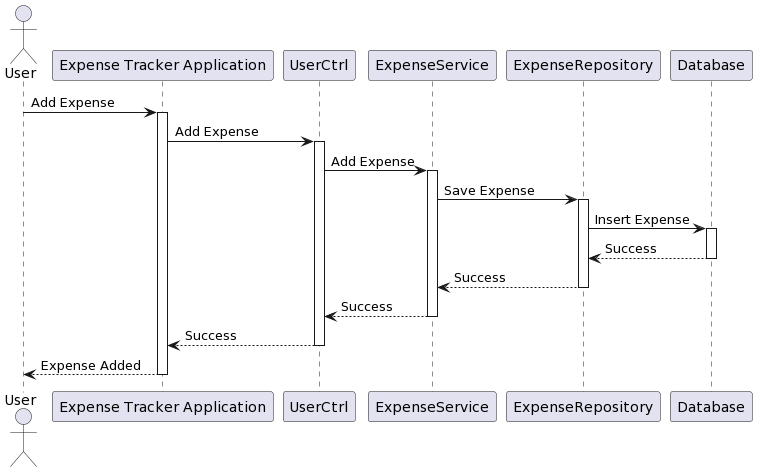 User
Expense Tracker Application
UserCtrl
ExpenseService
ExpenseRepository
Database
Add Expense
Add Expense
Add Expense
Save Expense
Insert Expense
Success
Success
Success
Success
Expense Added
User
Expense Tracker Application
UserCtrl
ExpenseService
ExpenseRepository
Database